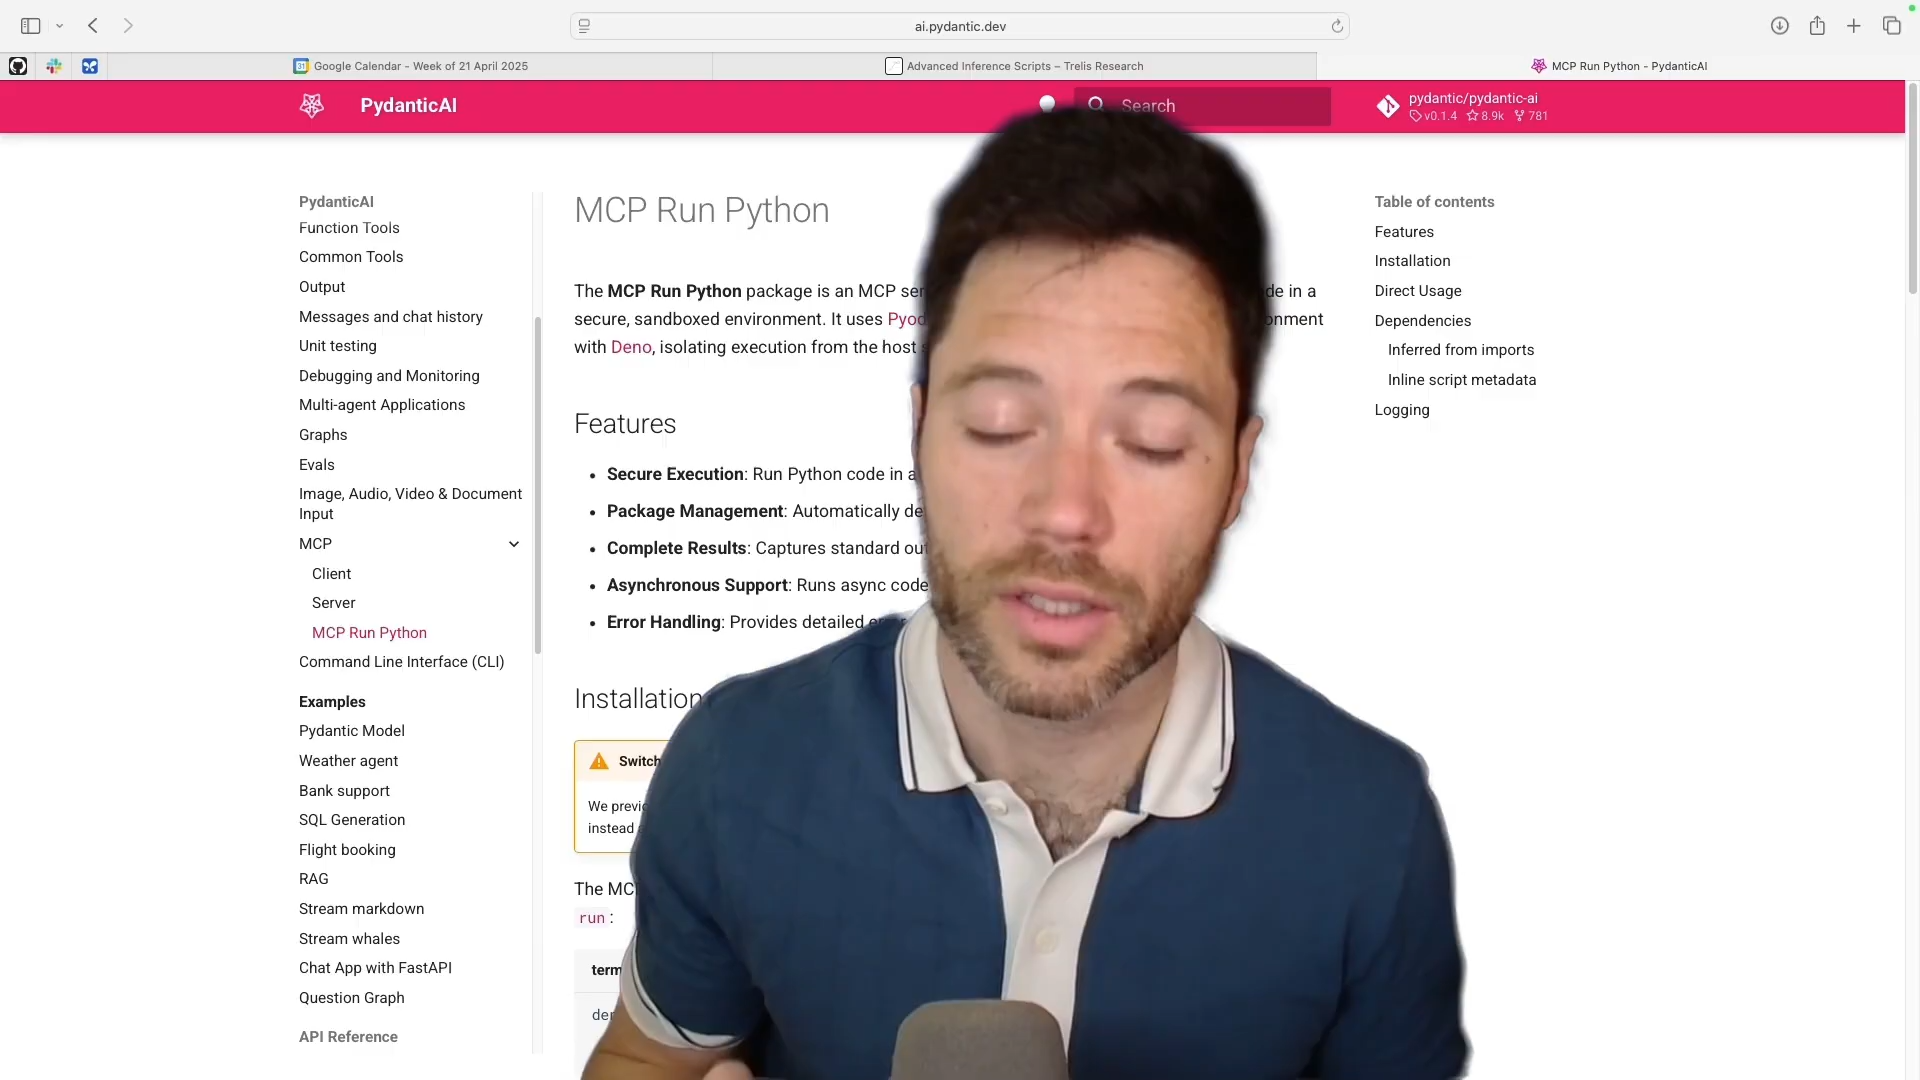 ai.pydantic.dev
Google Calendar - Week of 21 April 2025
Advanced Inference Scripts – Trelis Research
MCP Run Python - PydanticAI
PydanticAI
Search
pydantic/pydantic-ai
v0.1.4 8.9k 781
PydanticAI
Function Tools
Common Tools
Output
Messages and chat history
Unit testing
Debugging and Monitoring
Multi-agent Applications
Graphs
Evals
Image, Audio, Video & Document
Input
MCP
Client
Server
MCP Run Python
Command Line Interface (CLI)
Examples
Pydantic Model
Weather agent
Bank support
SQL Generation
Flight booking
RAG
Stream markdown
Stream whales
Chat App with FastAPI
Question Graph
API Reference
MCP Run Python
The MCP Run Python package is an MCP in a
secure, sandboxed environment. It uses
with Deno, isolating execution from the host
Features
Secure Execution: Run Python code in
Package Management: Automatically
Complete Results: Captures standard
Asynchronous Support: Runs async code
Error Handling: Provides detailed error
Installation
Switch
We
instead
The
run:
Table of contents
Features
Installation
Direct Usage
Dependencies
Inferred from imports
Inline script metadata
Logging